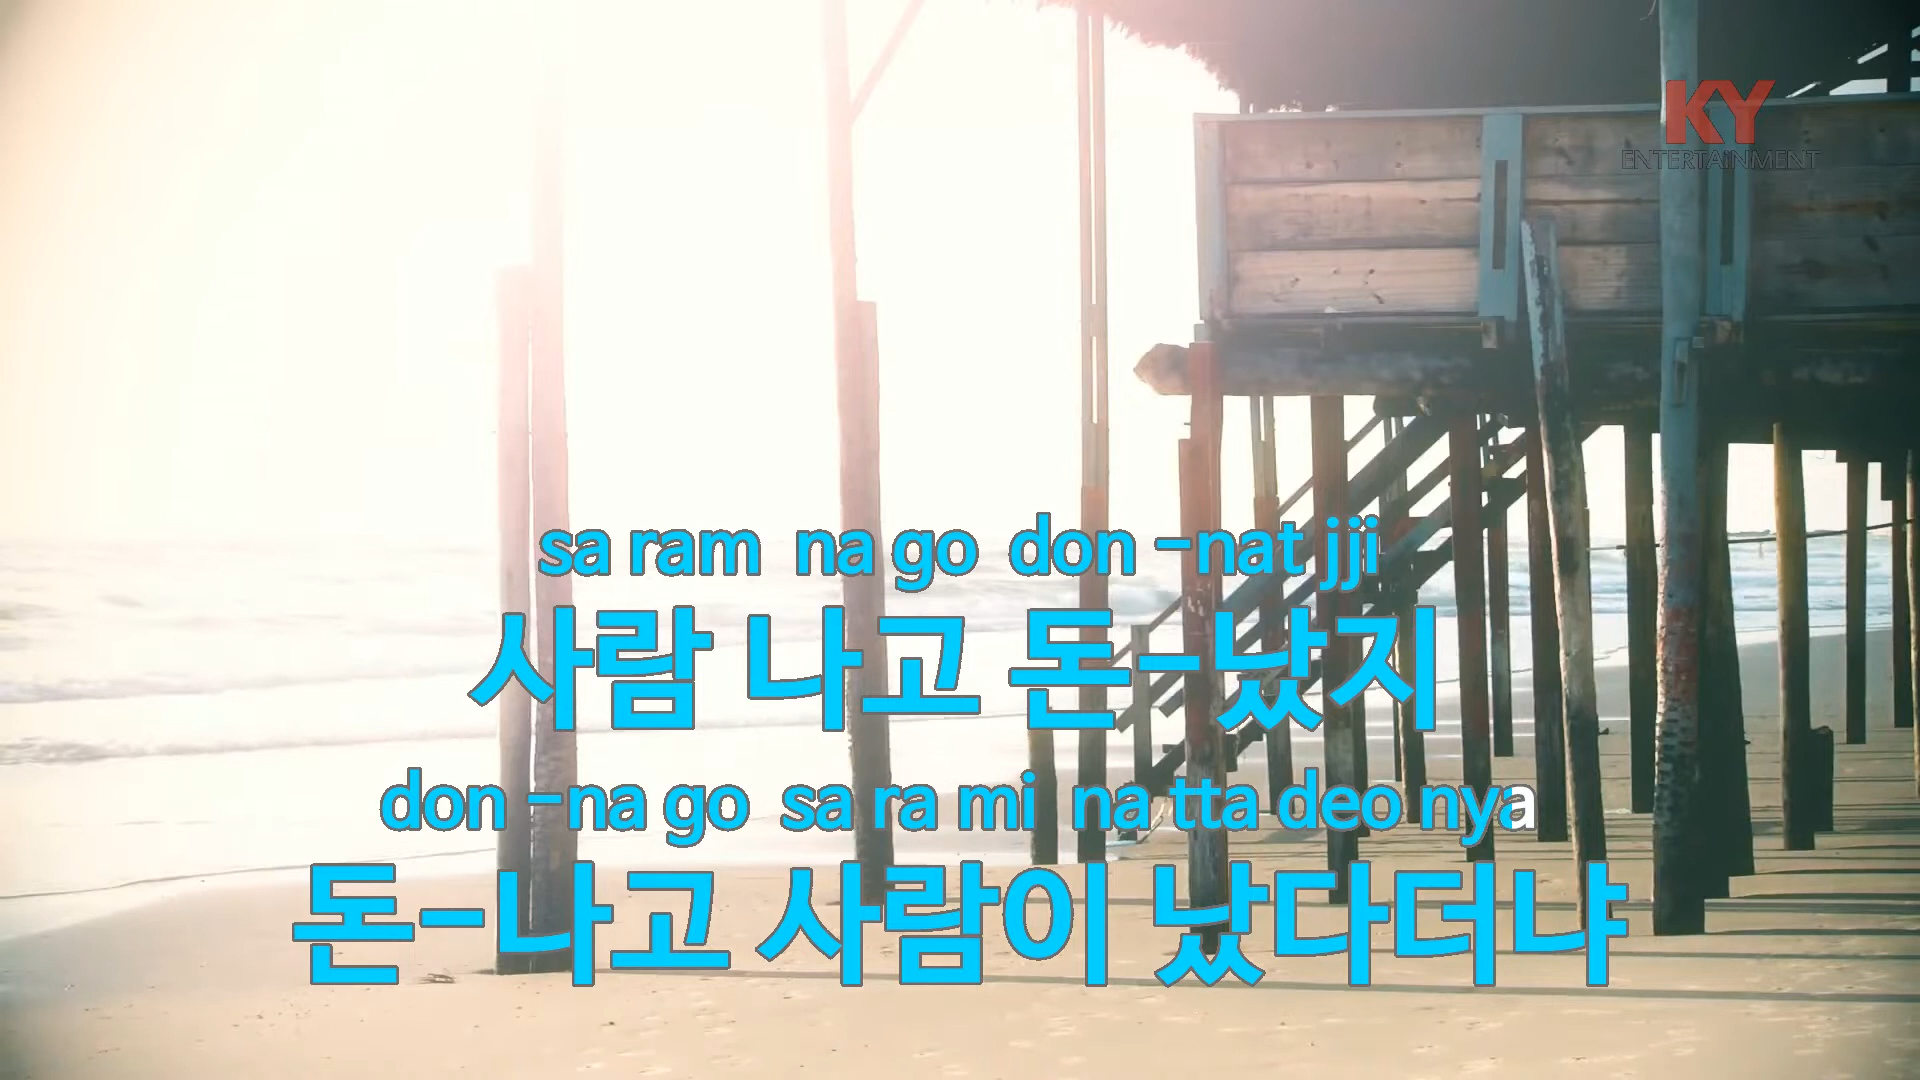 KY
ENTERTAiNMENT
sa ram na go don -nat jji
사람 나고 돈-났지
don -na go sa ra mi na tta deo nya
돈-나고 사람이 났다더냐